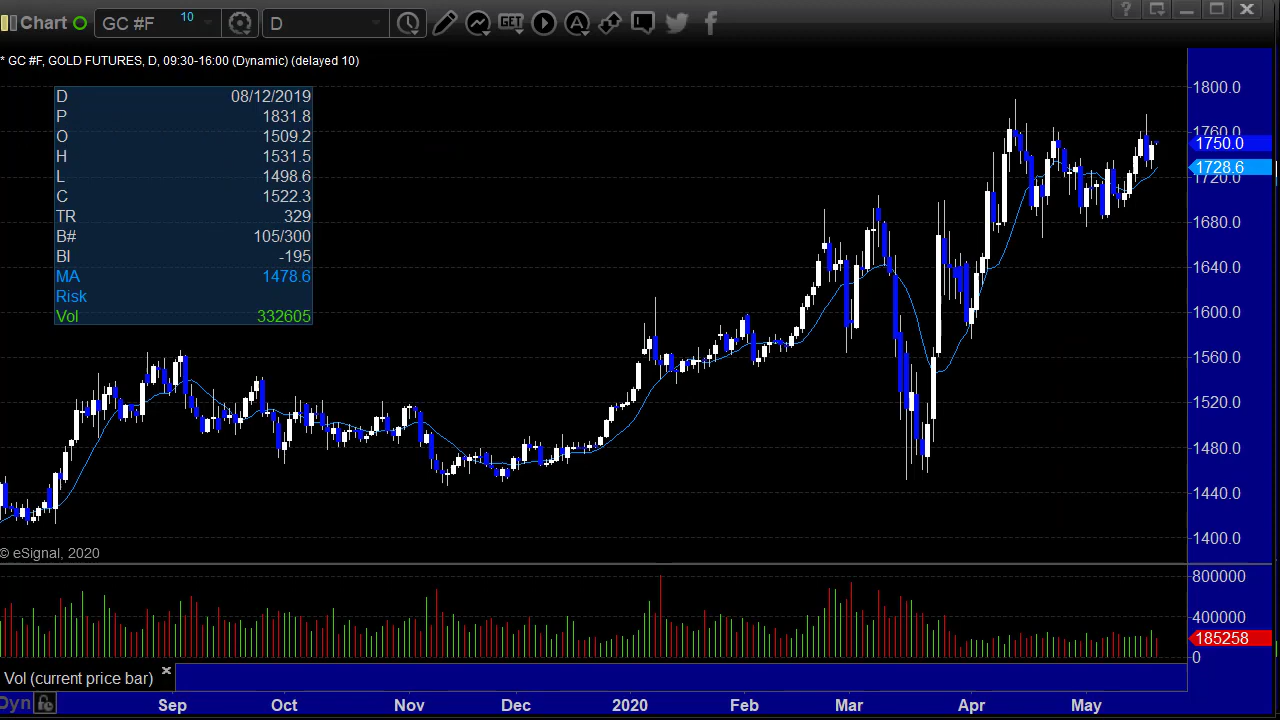 Chart GC #F 10 D GET A ?
* GC #F, GOLD FUTURES, D, 09:30-16:00 (Dynamic) (delayed 10)
D 08/12/2019
P 1831.8
O 1509.2
H 1531.5
L 1498.6
C 1522.3
TR 329
B# 105/300
BI -195
MA 1478.6
Risk
Vol 332605
1800.0
1760.0
1750.0
1728.6
1720.0
1680.0
1640.0
1600.0
1560.0
1520.0
1480.0
1440.0
1400.0
© eSignal, 2020
800000
400000
185258
0
Vol (current price bar) x
Dyn Sep Oct Nov Dec 2020 Feb Mar Apr May